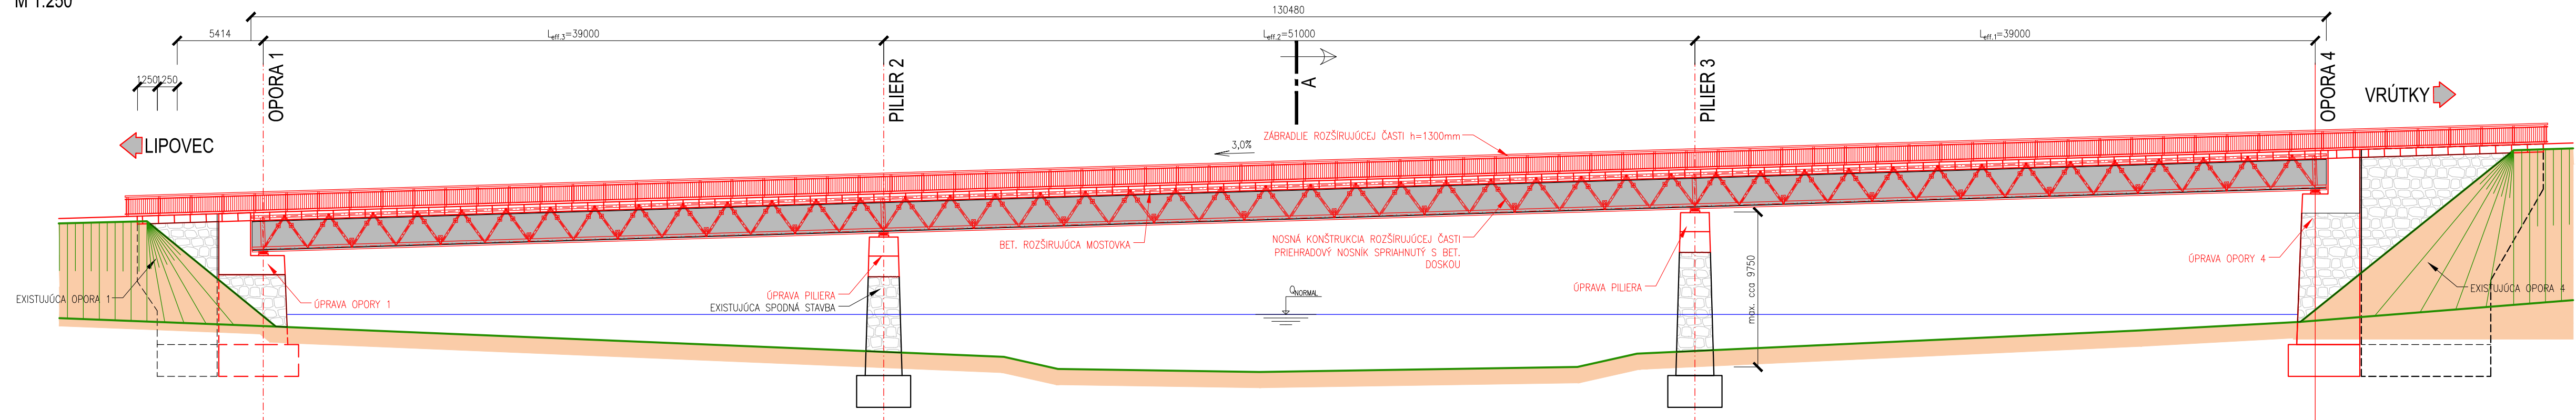 M 1:250
130480
5414
Leff,3=39000
Leff,2=51000
Leff,1=39000
1250
1250
OPORA 1
PILIER 2
A
PILIER 3
OPORA 4
LIPOVEC
VRÚTKY
ZÁBRADLIE ROZŠIRUJÚCEJ ČASTI h=1300mm
3,0%
BET. ROZŠIRUJÚCA MOSTOVKA
NOSNÁ KONŠTRUKCIA ROZŠIRUJÚCEJ ČASTI
PRIEHRADOVÝ NOSNÍK SPRIAHNUTÝ S BET.
DOSKOU
ÚPRAVA OPORY 4
EXISTUJÚCA OPORA 1
ÚPRAVA OPORY 1
ÚPRAVA PILIERA
EXISTUJÚCA SPODNÁ STAVBA
QNORMAL
ÚPRAVA PILIERA
max. cca 9750
EXISTUJÚCA OPORA 4